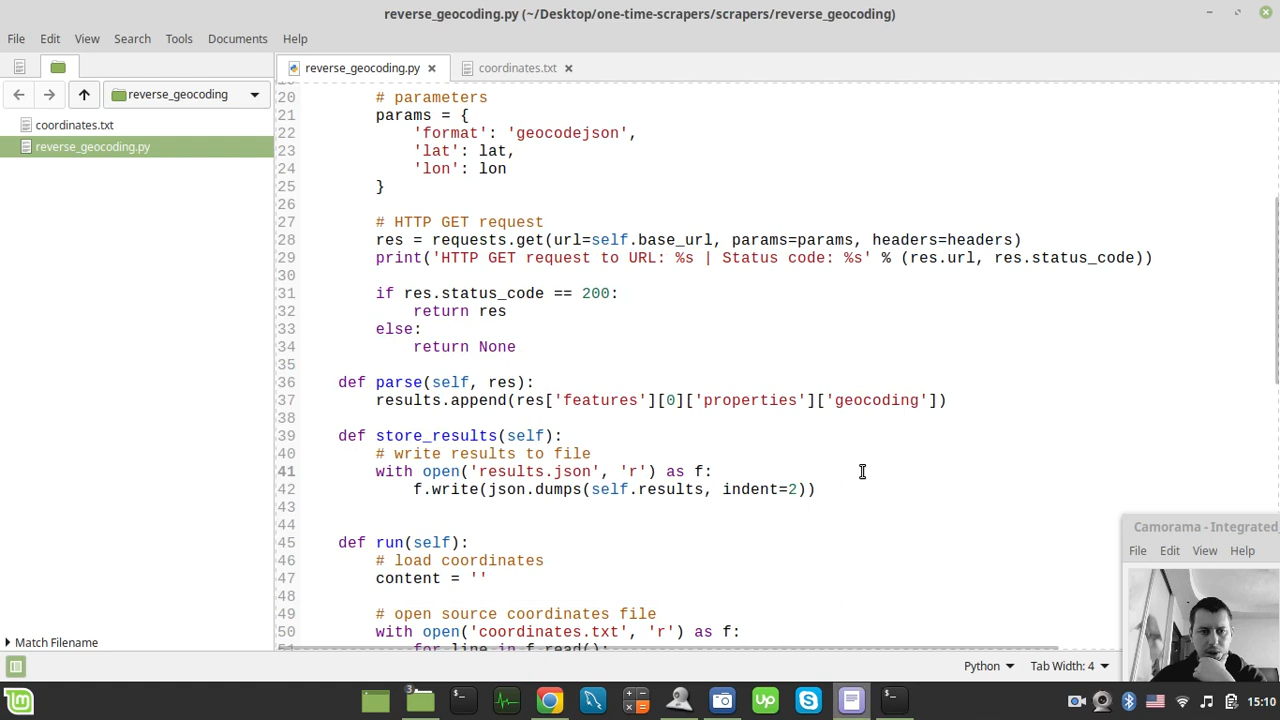 reverse_geocoding.py (~/Desktop/one-time-scrapers/scrapers/reverse_geocoding)
File Edit View Search Tools Documents Help
reverse_geocoding.py
coordinates.txt
reverse_geocoding
coordinates.txt
reverse_geocoding.py
20 # parameters
21 params = {
22 'format': 'geocodejson',
23 'lat': lat,
24 'lon': lon
25 }
26
27 # HTTP GET request
28 res = requests.get(url=self.base_url, params=params, headers=headers)
29 print('HTTP GET request to URL: %s | Status code: %s' % (res.url, res.status_code))
30
31 if res.status_code == 200:
32 return res
33 else:
34 return None
35
36 def parse(self, res):
37 results.append(res['features'][0]['properties']['geocoding'])
38
39 def store_results(self):
40 # write results to file
41 with open('results.json', 'r') as f:
42 f.write(json.dumps(self.results, indent=2))
43
44
45 def run(self):
46 # load coordinates
47 content = ''
48
49 # open source coordinates file
50 with open('coordinates.txt', 'r') as f:
51 for line in f.read():
Match Filename
Python Tab Width: 4
Camorama - Integrated
File Edit View Help
3
15:10